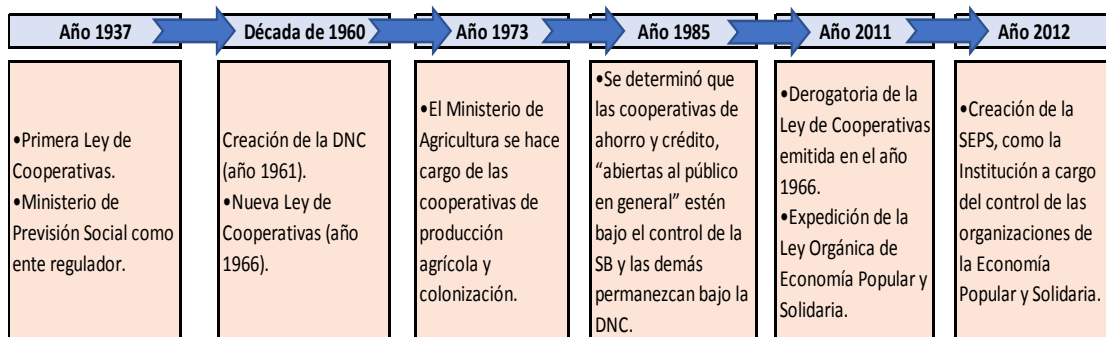 Año 1937
Década de 1960
Año 1973
Año 1985
Año 2011
Año 2012
•Primera Ley de
Cooperativas.
•Ministerio de
Previsión Social como
ente regulador.
Creación de la DNC
(año 1961).
•Nueva Ley de
Cooperativas (año
1966).
•El Ministerio de
Agricultura se hace
cargo de las
cooperativas de
producción
agrícola y
colonización.
•Se determinó que
las cooperativas de
ahorro y crédito,
“abiertas al público
en general” estén
bajo el control de la
SB y las demás
permanezcan bajo la
DNC.
•Derogatoria de la
Ley de Cooperativas
emitida en el año
1966.
•Expedición de la
Ley Orgánica de
Economía Popular y
Solidaria.
•Creación de la
SEPS, como la
Institución a cargo
del control de las
organizaciones de
la Economía
Popular y Solidaria.